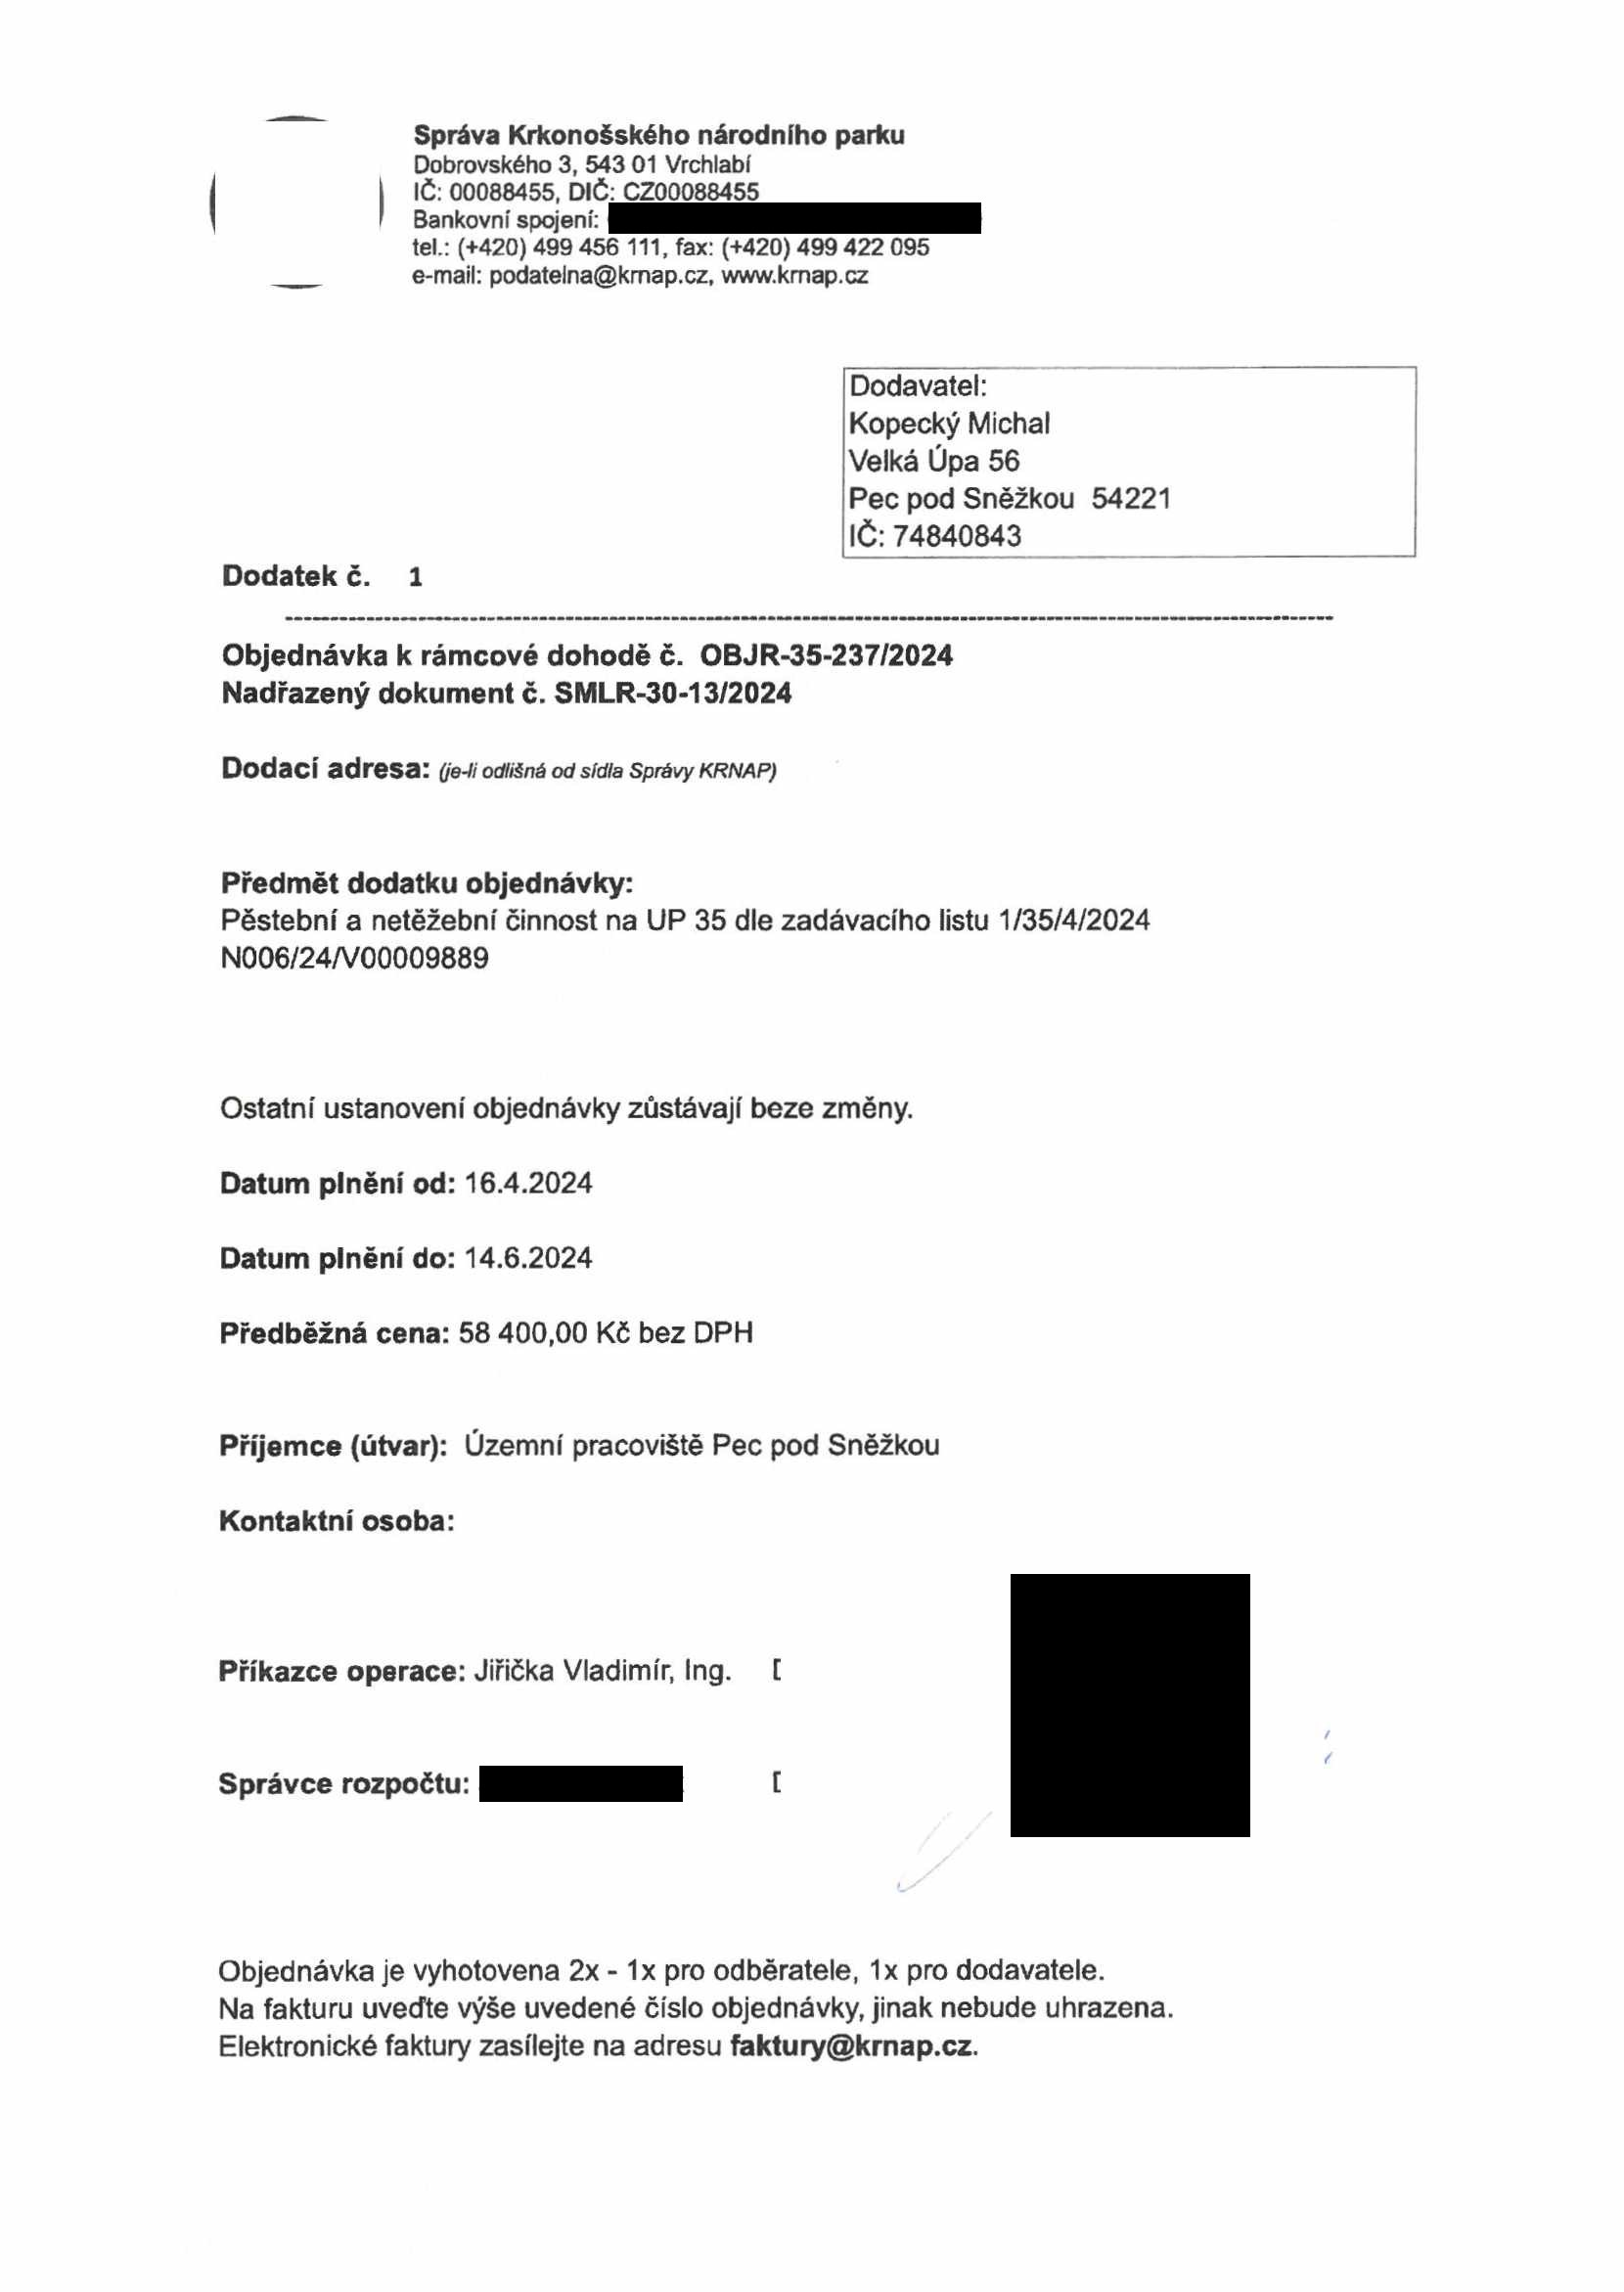 Správa Krkonošského národního parku
Dobrovského 3, 543 01 Vrchlabí
IČ: 00088455, DIČ: CZ00088455
Bankovní spojení:
tel.: (+420) 499 456 111, fax: (+420) 499 422 095
e-mail: podatelna@krnap.cz, www.krnap.cz
Dodavatel:
Kopecký Michal
Velká Úpa 56
Pec pod Sněžkou 54221
IČ: 74840843
Dodatek č. 1
Objednávka k rámcové dohodě č. OBJR-35-237/2024
Nadřazený dokument č. SMLR-30-13/2024
Dodací adresa: (je-li odlišná od sídla Správy KRNAP)
Předmět dodatku objednávky:
Pěstební a netěžební činnost na UP 35 dle zadávacího listu 1/35/4/2024
N006/24/V00009889
Ostatní ustanovení objednávky zůstávají beze změny.
Datum plnění od: 16.4.2024
Datum plnění do: 14.6.2024
Předběžná cena: 58 400,00 Kč bez DPH
Příjemce (útvar): Územní pracoviště Pec pod Sněžkou
Kontaktní osoba:
Příkazce operace: Jiřička Vladimír, Ing.
Správce rozpočtu:
Objednávka je vyhotovena 2x - 1x pro odběratele, 1x pro dodavatele.
Na fakturu uveďte výše uvedené číslo objednávky, jinak nebude uhrazena.
Elektronické faktury zasílejte na adresu faktury@krnap.cz.